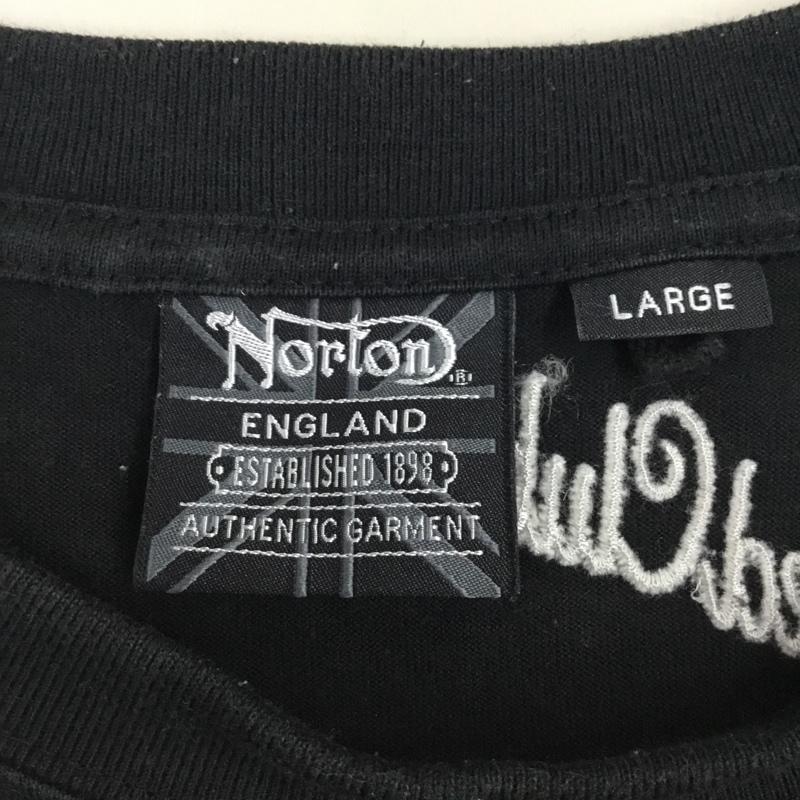 Norton®
ENGLAND
ESTABLISHED 1898
AUTHENTIC GARMENT
LARGE